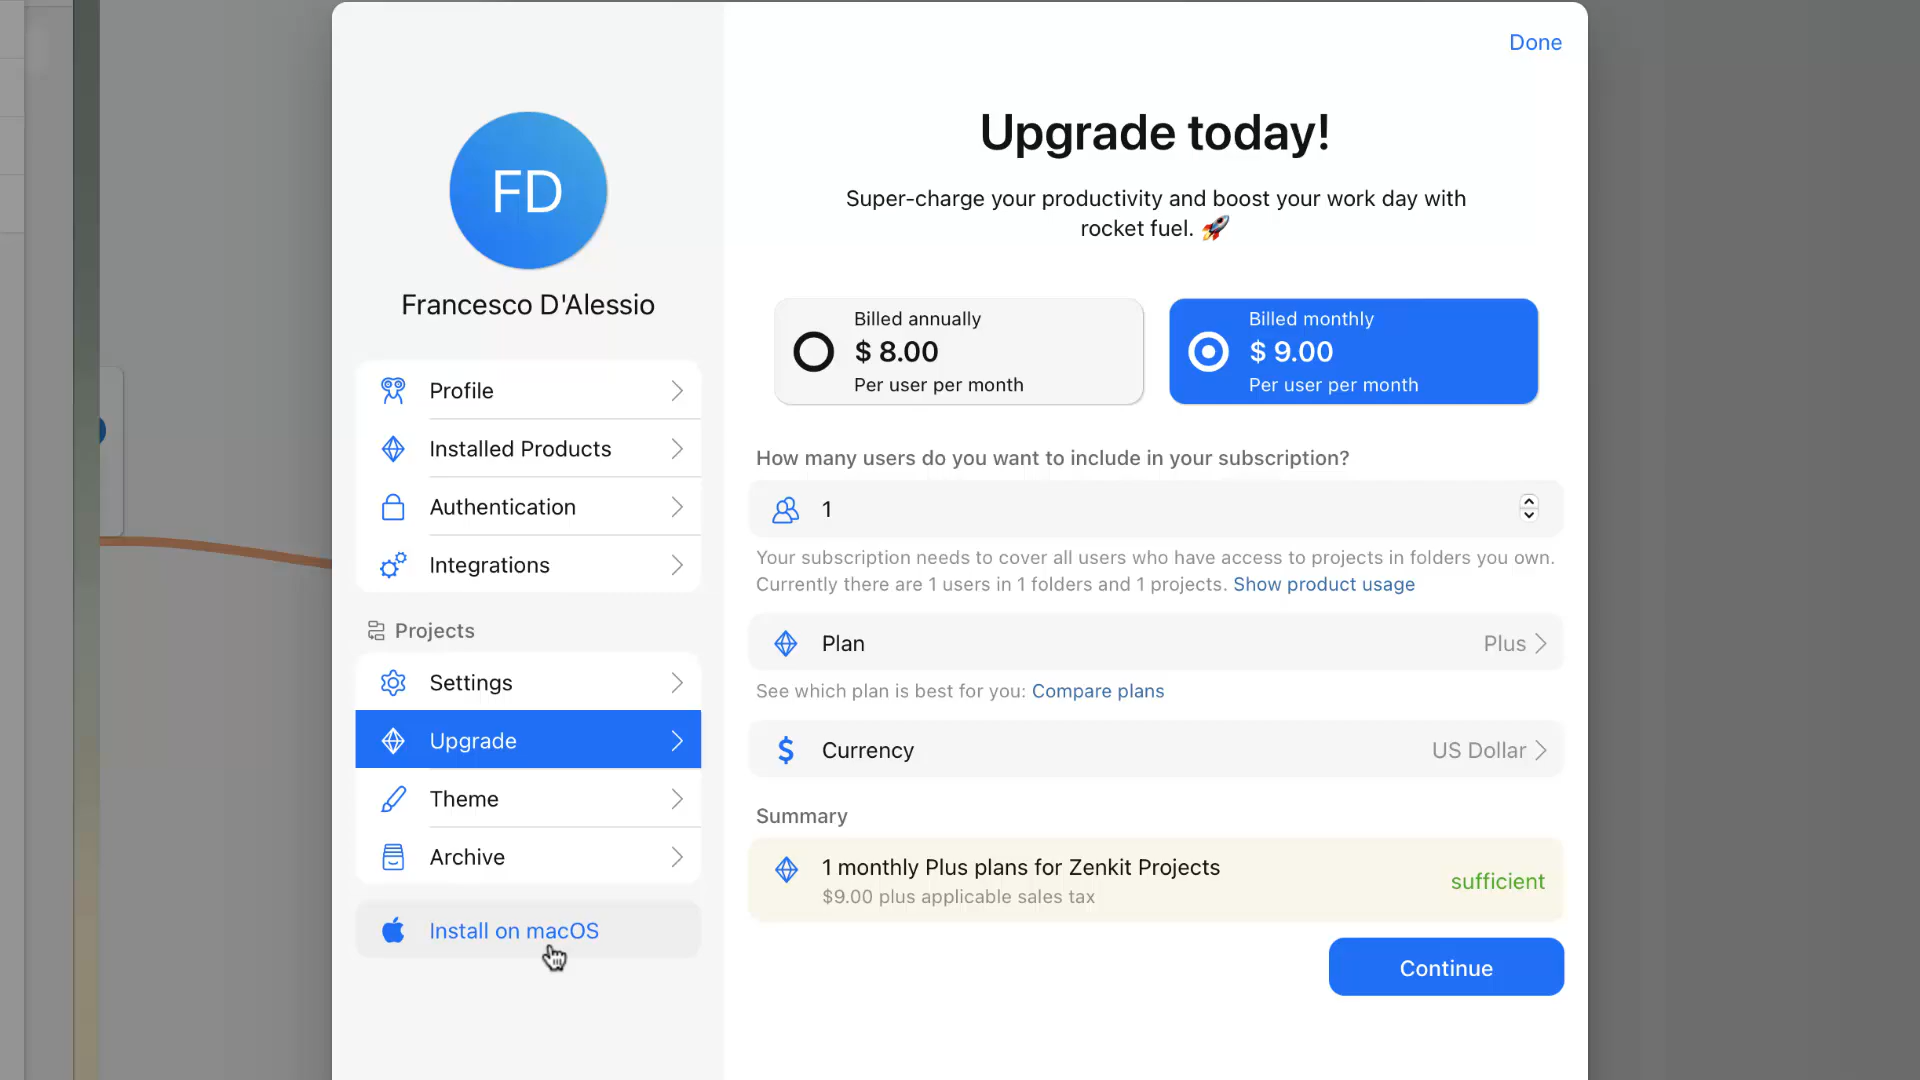 Done
FD
Francesco D'Alessio
Profile
Installed Products
Authentication
Integrations
Projects
Settings
Upgrade
Theme
Archive
Install on macOS
Upgrade today!
Super-charge your productivity and boost your work day with
rocket fuel. 🚀
Billed annually
$ 8.00
Per user per month
Billed monthly
$ 9.00
Per user per month
How many users do you want to include in your subscription?
1
Your subscription needs to cover all users who have access to projects in folders you own.
Currently there are 1 users in 1 folders and 1 projects. Show product usage
Plan
Plus
See which plan is best for you: Compare plans
$ Currency
US Dollar
Summary
1 monthly Plus plans for Zenkit Projects
$9.00 plus applicable sales tax
sufficient
Continue